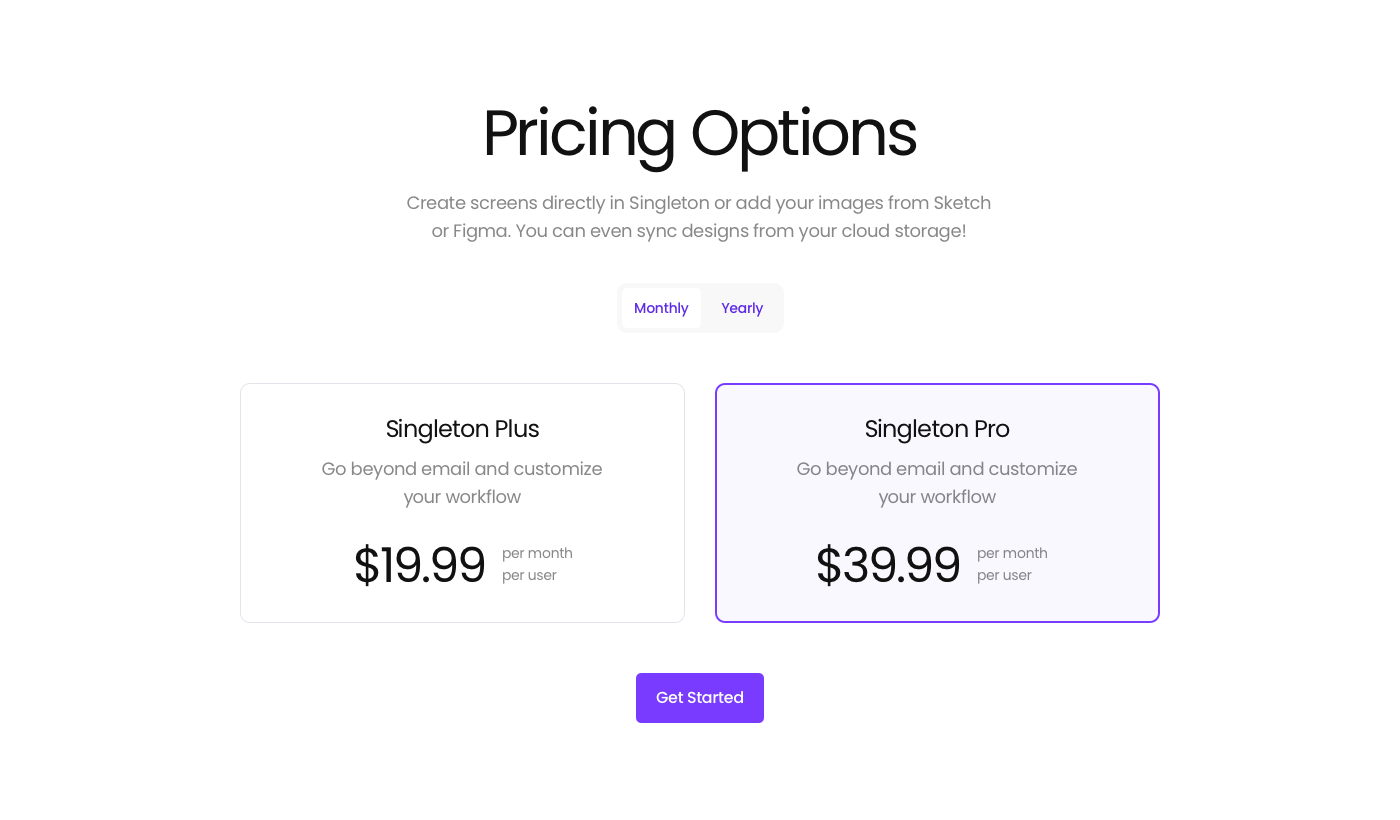 Pricing Options
Create screens directly in Singleton or add your images from Sketch
or Figma. You can even sync designs from your cloud storage!
Monthly
Yearly
Singleton Plus
Go beyond email and customize
your workflow
$19.99
per month
per user
Singleton Pro
Go beyond email and customize
your workflow
$39.99
per month
per user
Get Started